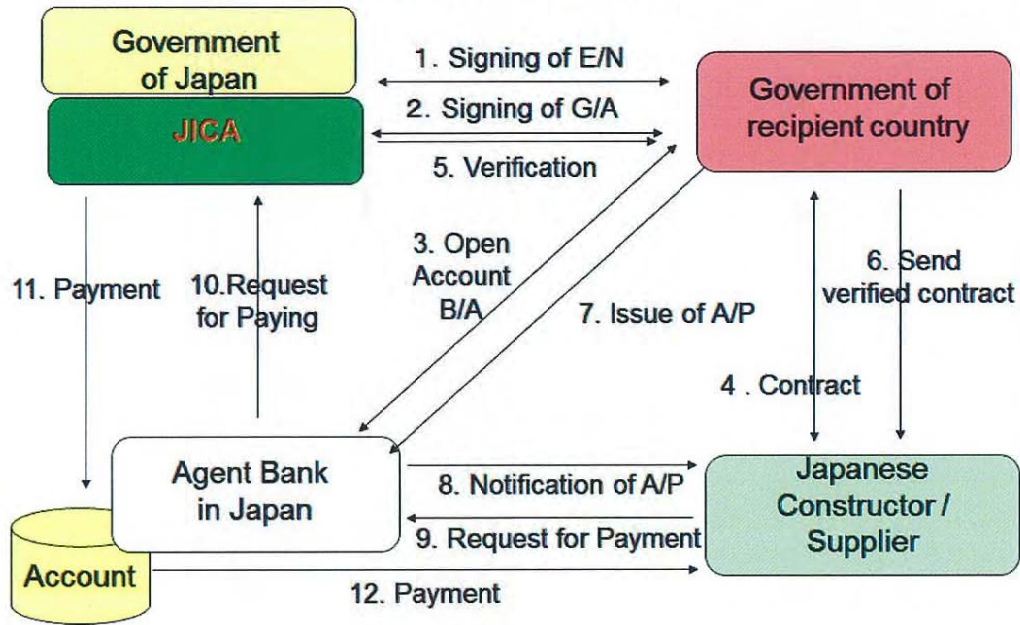 Government
of Japan
JICA
1. Signing of E/N
2. Signing of G/A
5. Verification
Government of
recipient country
11. Payment
10.Request
for Paying
3. Open
Account
B/A
7. Issue of A/P
6. Send
verified contract
4 . Contract
Agent Bank
in Japan
8. Notification of A/P
9. Request for Payment
Japanese
Constructor /
Supplier
Account
12. Payment